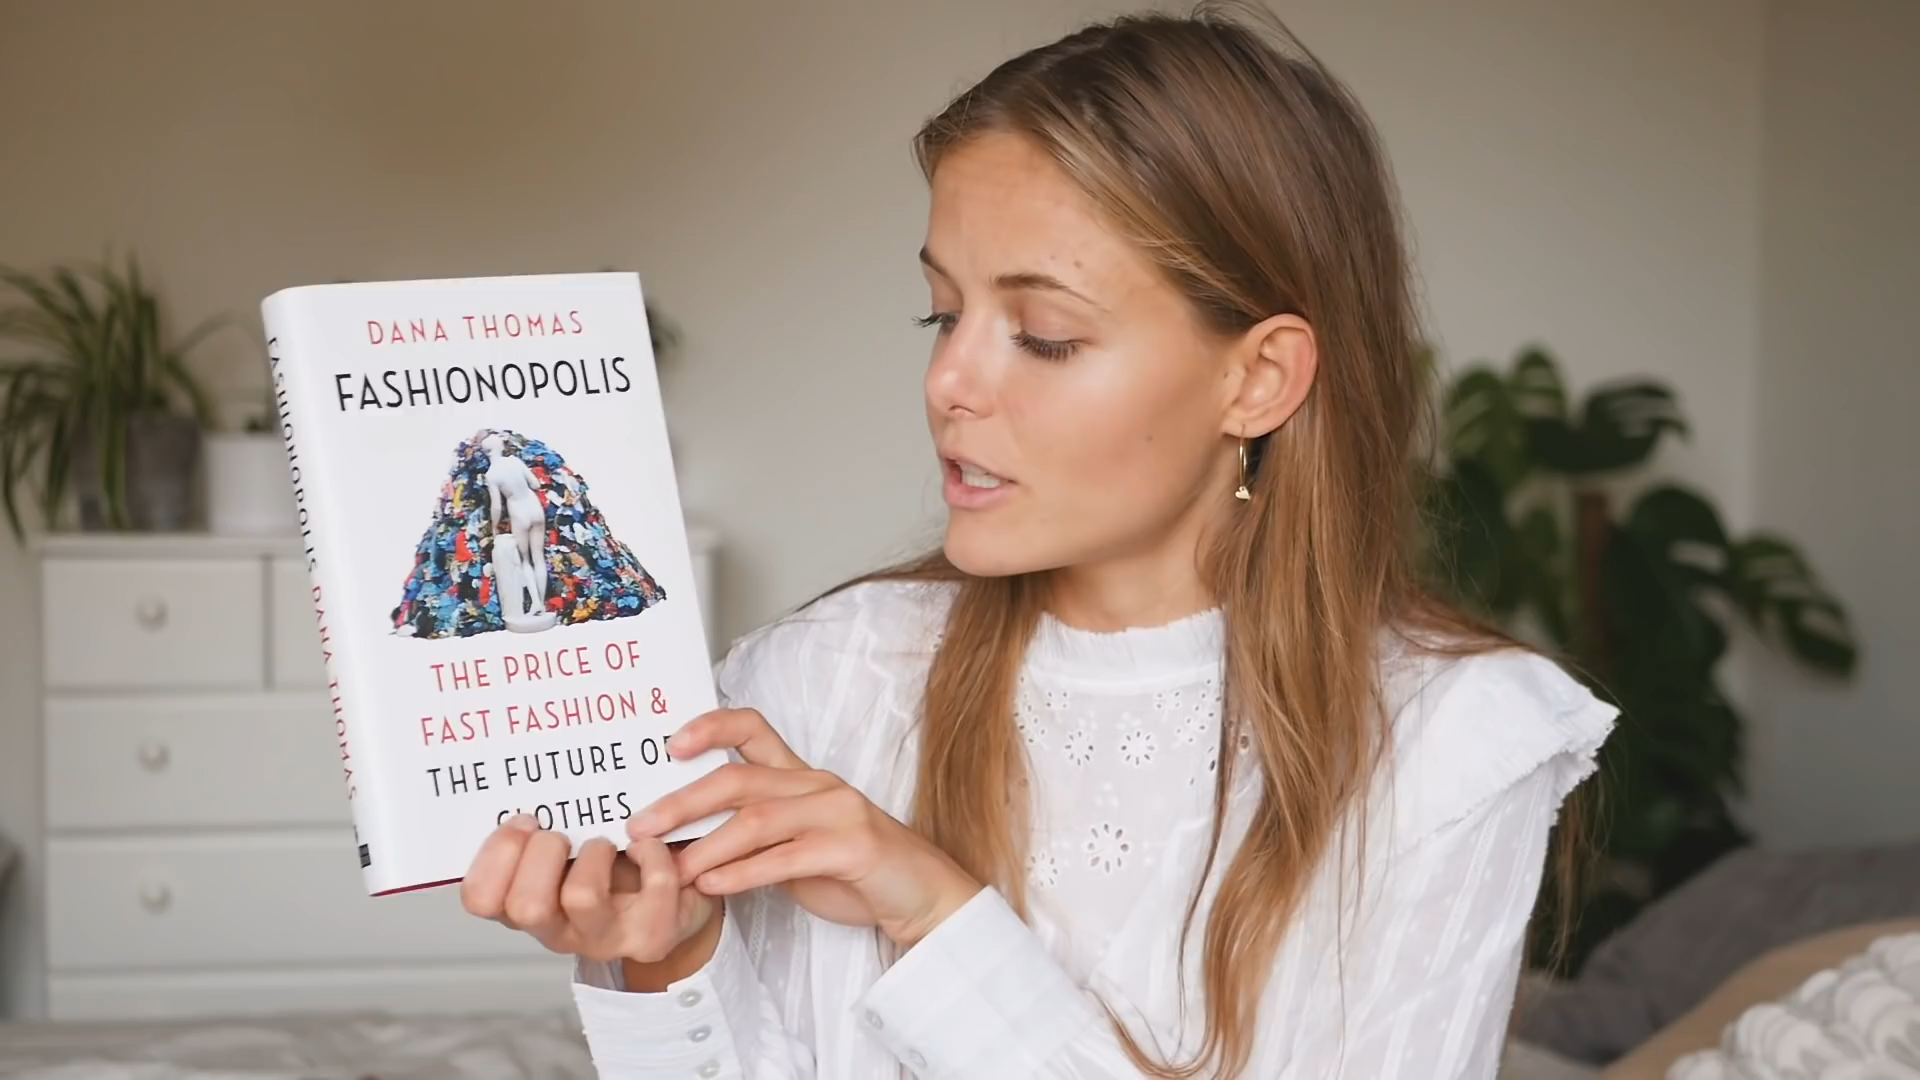 DANA THOMAS
FASHIONOPOLIS
THE PRICE OF
FAST FASHION &
THE FUTURE OF
CLOTHES
FASHIONOPOLIS DANA THOMAS